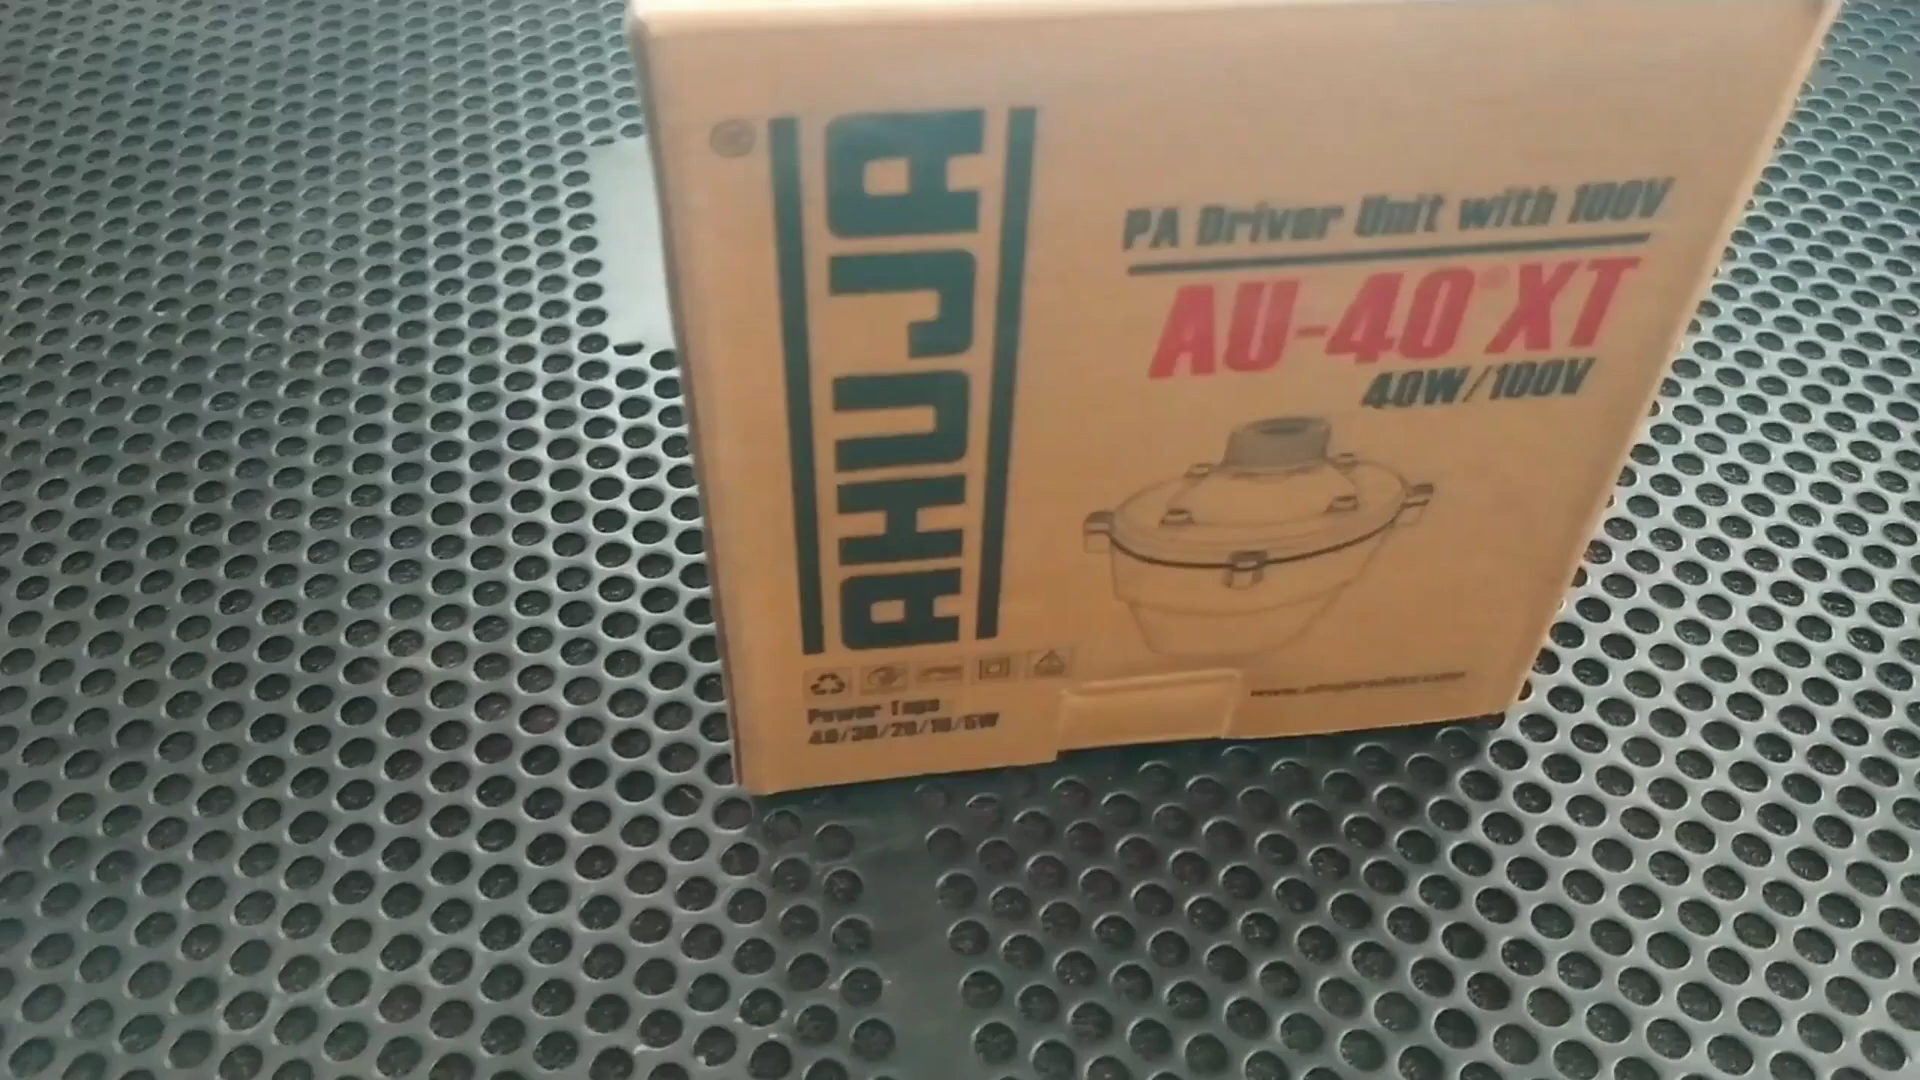 AHUJA
PA Driver Unit with 100V
AU-40 XT
40W/100V
Power Taps
40/30/20/10/5W